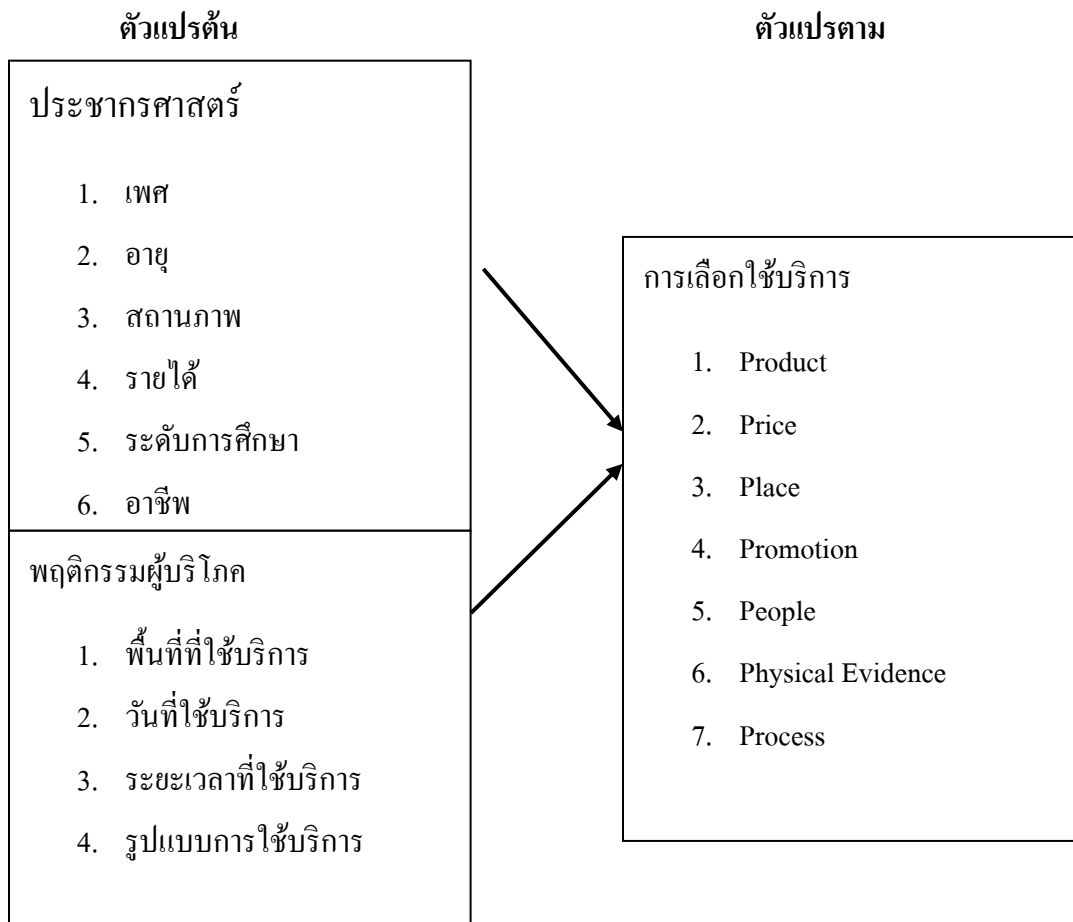 ตัวแปรต้น
ตัวแปรตาม
ประชากรศาสตร์
1. เพศ
2. อายุ
3. สถานภาพ
4. รายได้
5. ระดับการศึกษา
6. อาชีพ
พฤติกรรมผู้บริโภค
1. พื้นที่ที่ใช้บริการ
2. วันที่ใช้บริการ
3. ระยะเวลาที่ใช้บริการ
4. รูปแบบการใช้บริการ
การเลือกใช้บริการ
1. Product
2. Price
3. Place
4. Promotion
5. People
6. Physical Evidence
7. Process